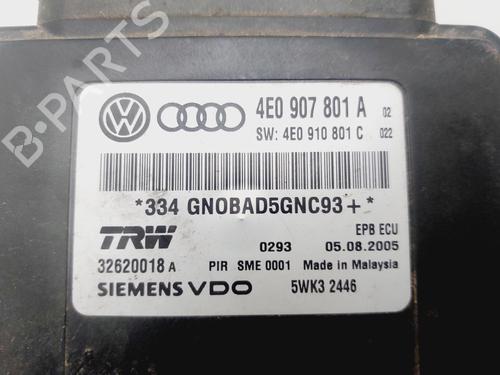 4E0 907 801 A 02
SW: 4E0 910 801 C 022
*334 GNOBAD5GNC93+*
TRW
EPB ECU
0293 05.08.2005
32620018 A PIR SME 0001 Made in Malaysia
SIEMENS VDO 5WK3 2446
B-PARTS